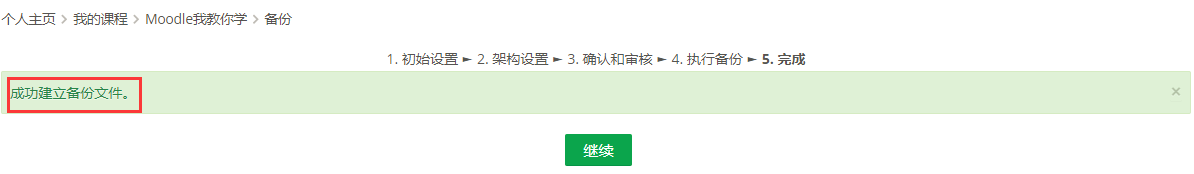 个人主页 > 我的课程 > Moodle我教你学 > 备份
1. 初始设置 ► 2. 架构设置 ► 3. 确认和审核 ► 4. 执行备份 ► 5. 完成
成功建立备份文件。 ×
继续